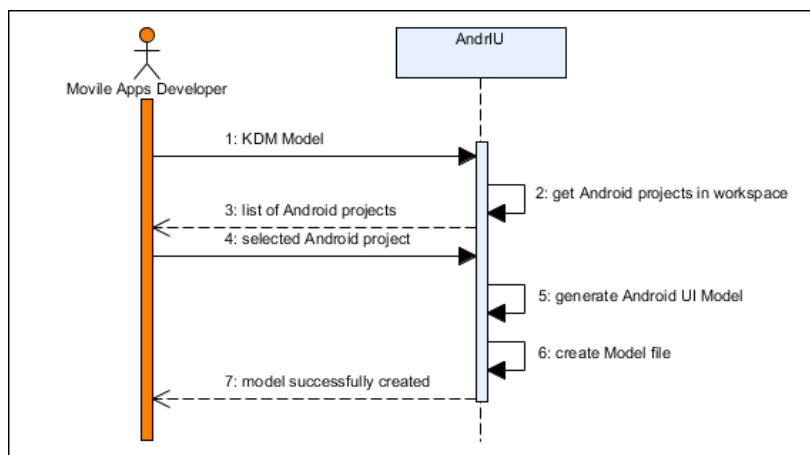 AndrIU
Movile Apps Developer
1: KDM Model
2: get Android projects in workspace
3: list of Android projects
4: selected Android project
5: generate Android UI Model
6: create Model file
7: model successfully created